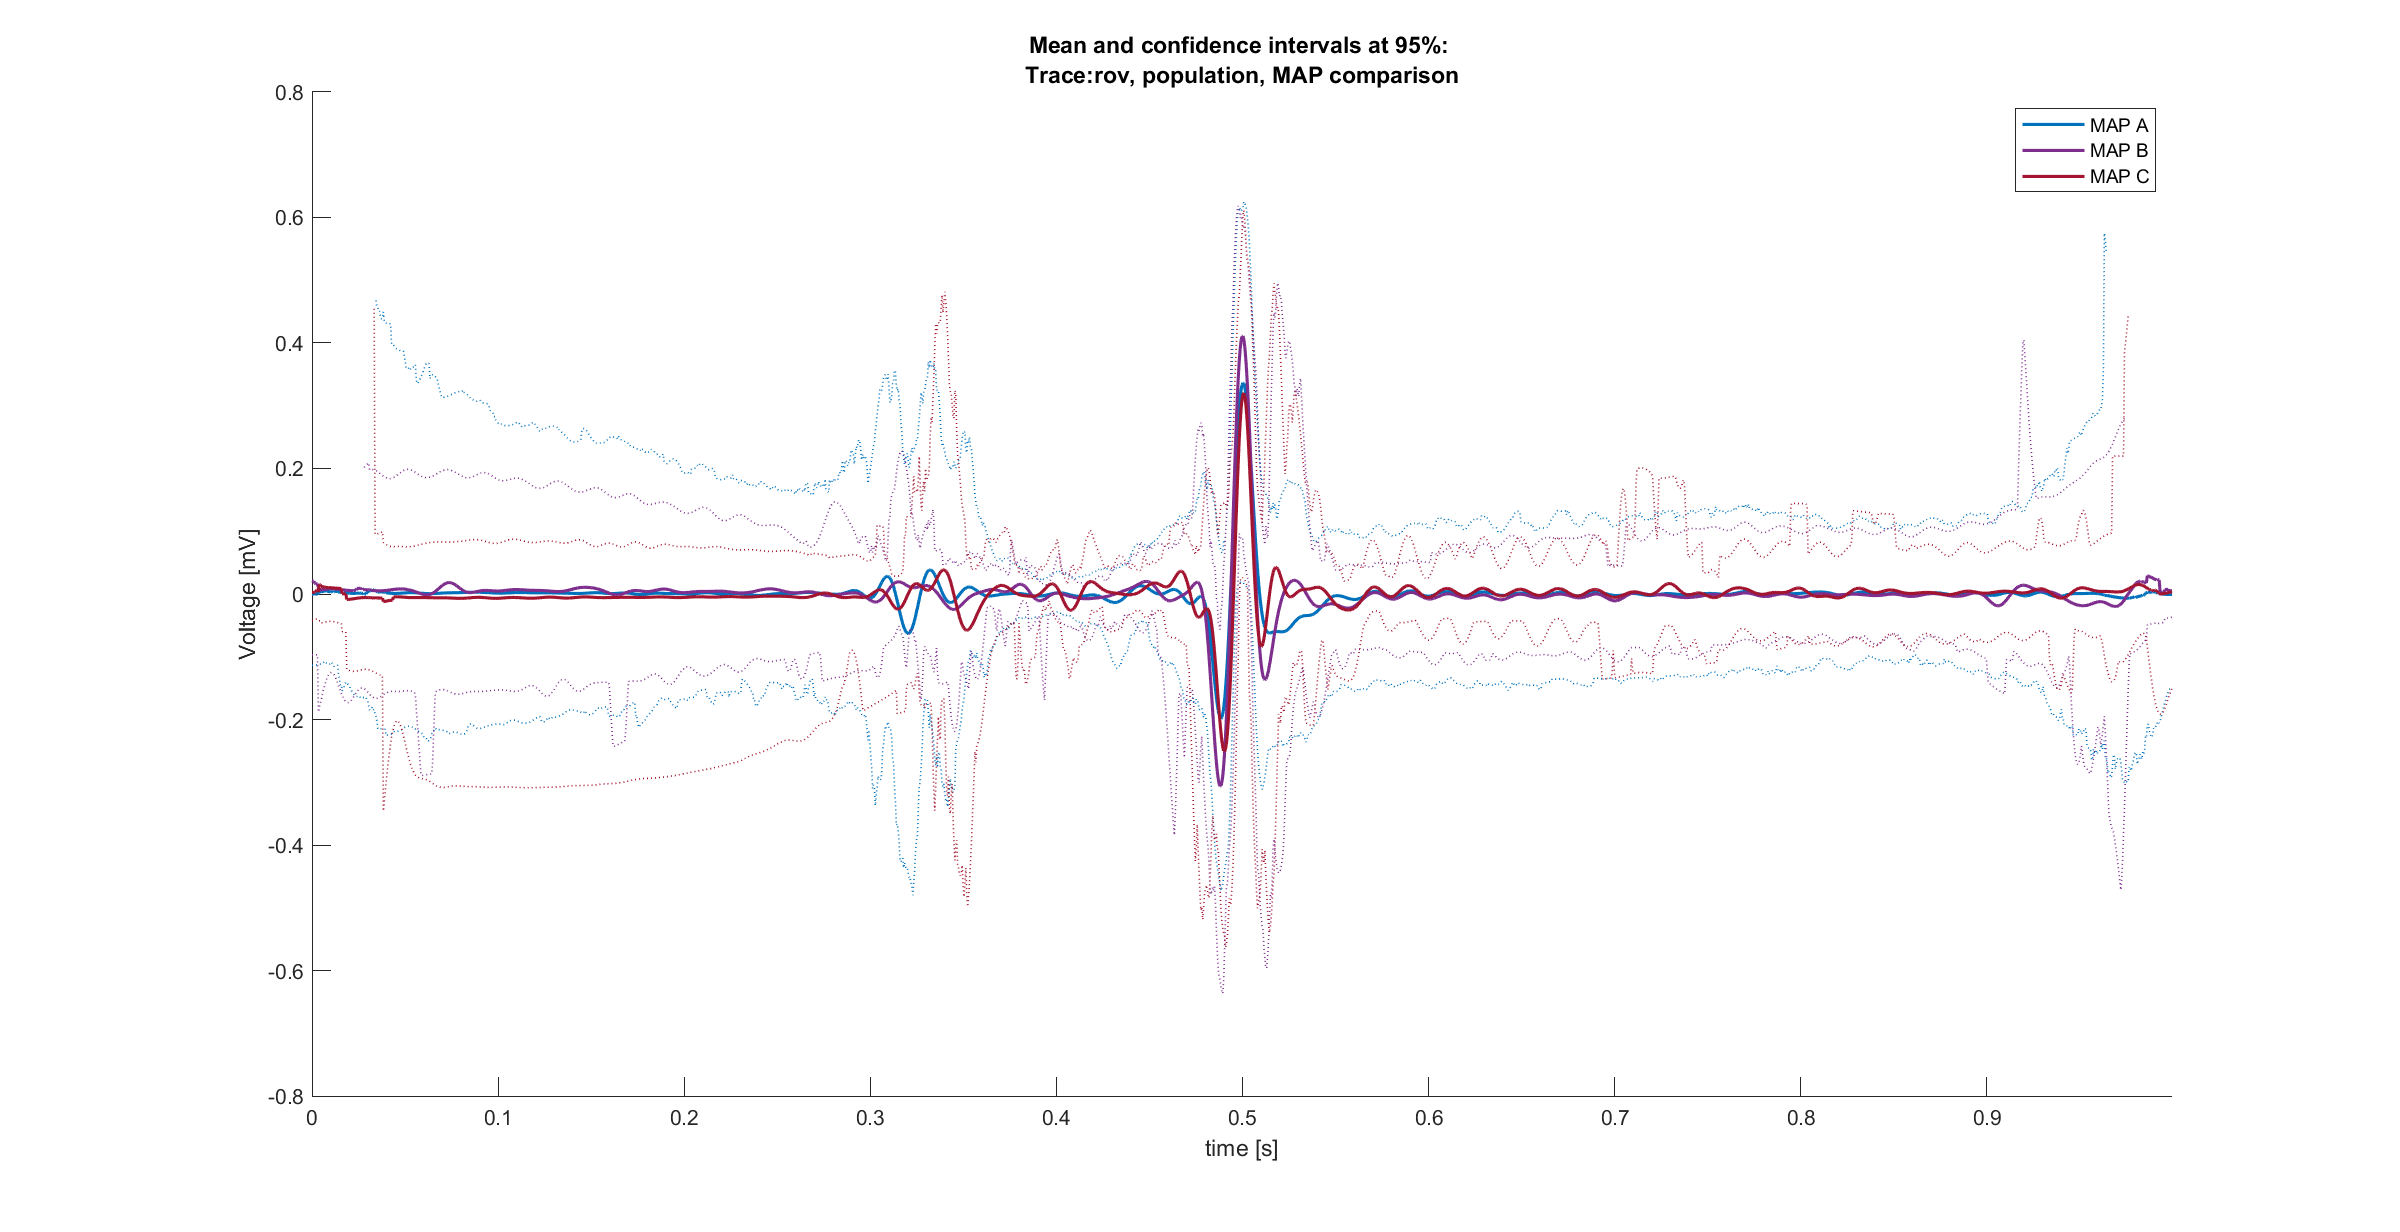 Mean and confidence intervals at 95%:
Trace:rov, population, MAP comparison
MAP A
MAP B
MAP C
Voltage [mV]
0.8
0.6
0.4
0.2
0
-0.2
-0.4
-0.6
-0.8
0
0.1
0.2
0.3
0.4
0.5
0.6
0.7
0.8
0.9
time [s]